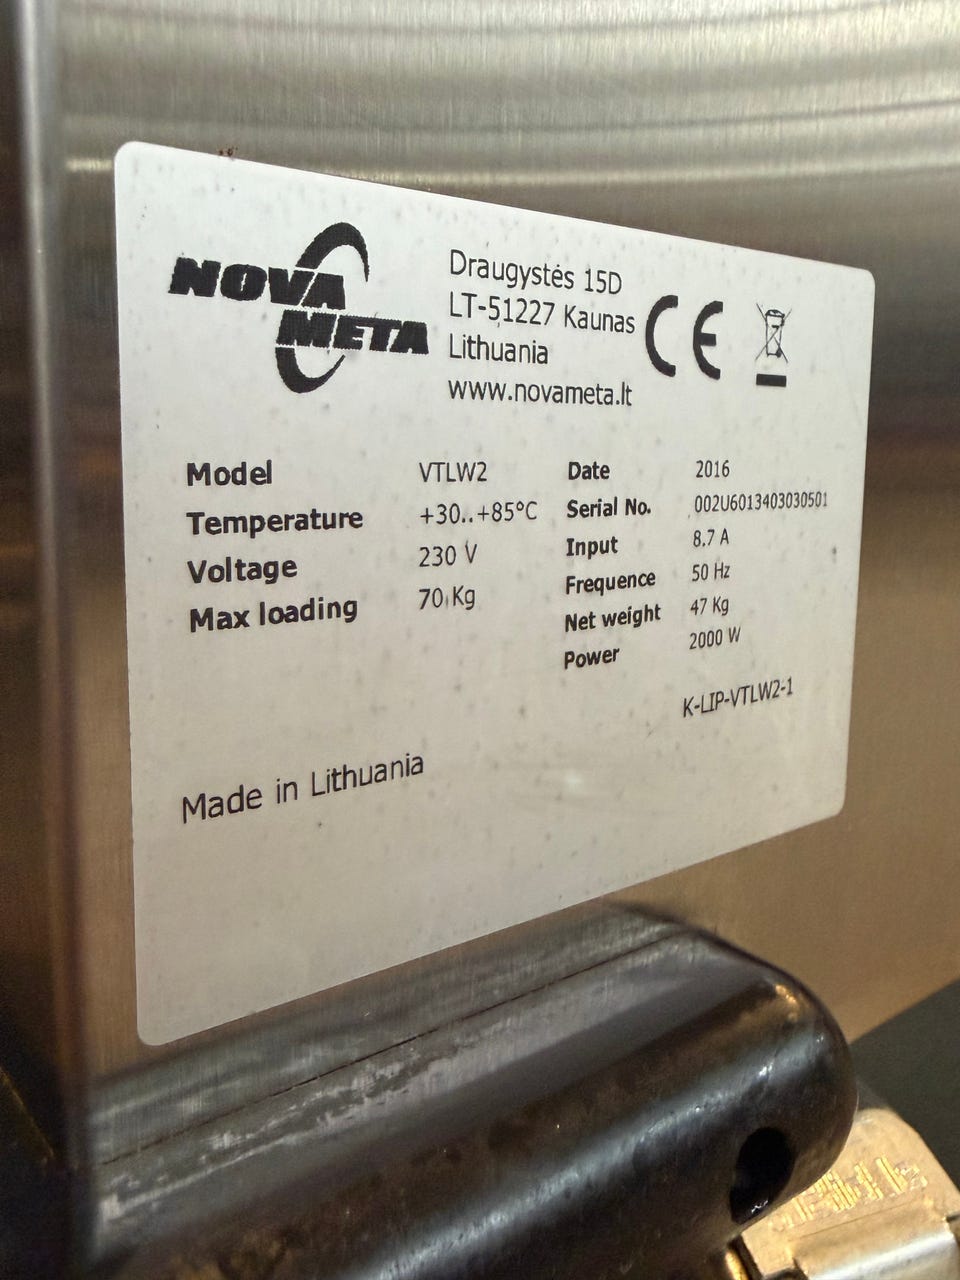 NOVA
META
Draugystės 15D
LT-51227 Kaunas
Lithuania
www.novameta.lt
CE
Model VTLW2
Temperature +30..+85°C
Voltage 230 V
Max loading 70 Kg
Date 2016
Serial No. 002U6013403030501
Input 8,7 A
Frequence 50 Hz
Net weight 47 Kg
Power 2000 W
K-LIP-VTLW2-1
Made in Lithuania